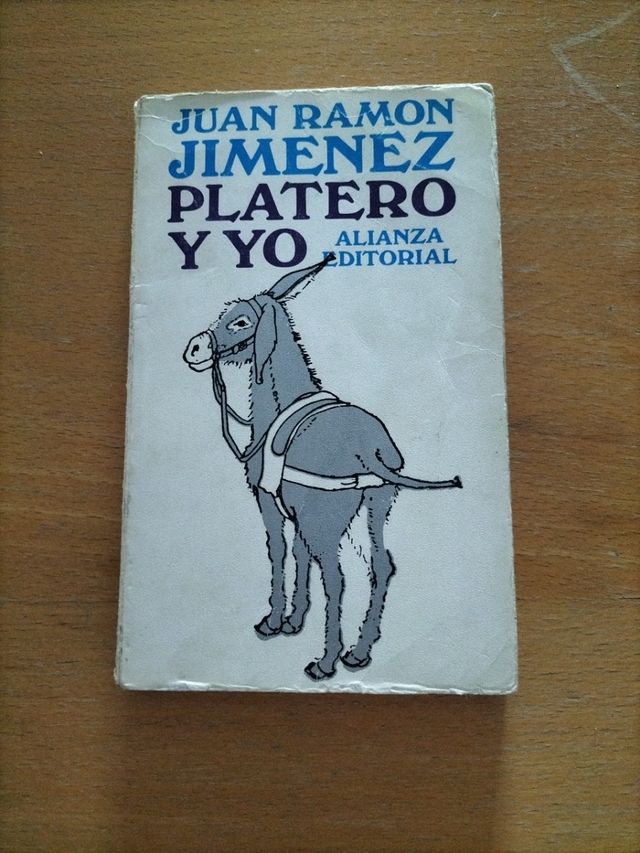 JUAN RAMON
JIMENEZ
PLATERO
Y YO
ALIANZA
EDITORIAL